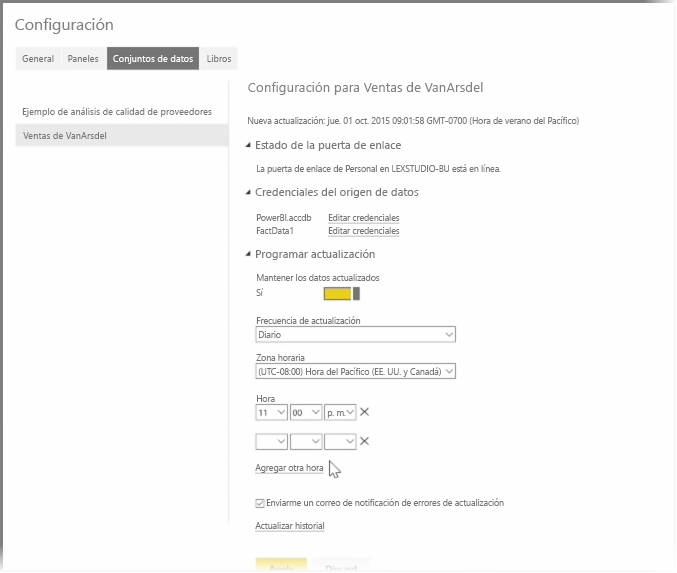 Configuración
General Paneles Conjuntos de datos Libros
Ejemplo de análisis de calidad de proveedores
Ventas de VanArsdel
Configuración para Ventas de VanArsdel
Nueva actualización: jue. 01 oct. 2015 09:01:58 GMT-0700 (Hora de verano del Pacífico)
Estado de la puerta de enlace
La puerta de enlace de Personal en LEXSTUDIO-BU está en línea.
Credenciales del origen de datos
PowerBI.accdb Editar credenciales
FactData1 Editar credenciales
Programar actualización
Mantener los datos actualizados
Sí
Frecuencia de actualización
Diario
Zona horaria
(UTC-08:00) Hora del Pacífico (EE. UU. y Canadá)
Hora
11 00 p. m.
Agregar otra hora
Enviarme un correo de notificación de errores de actualización
Actualizar historial
Apply Discard